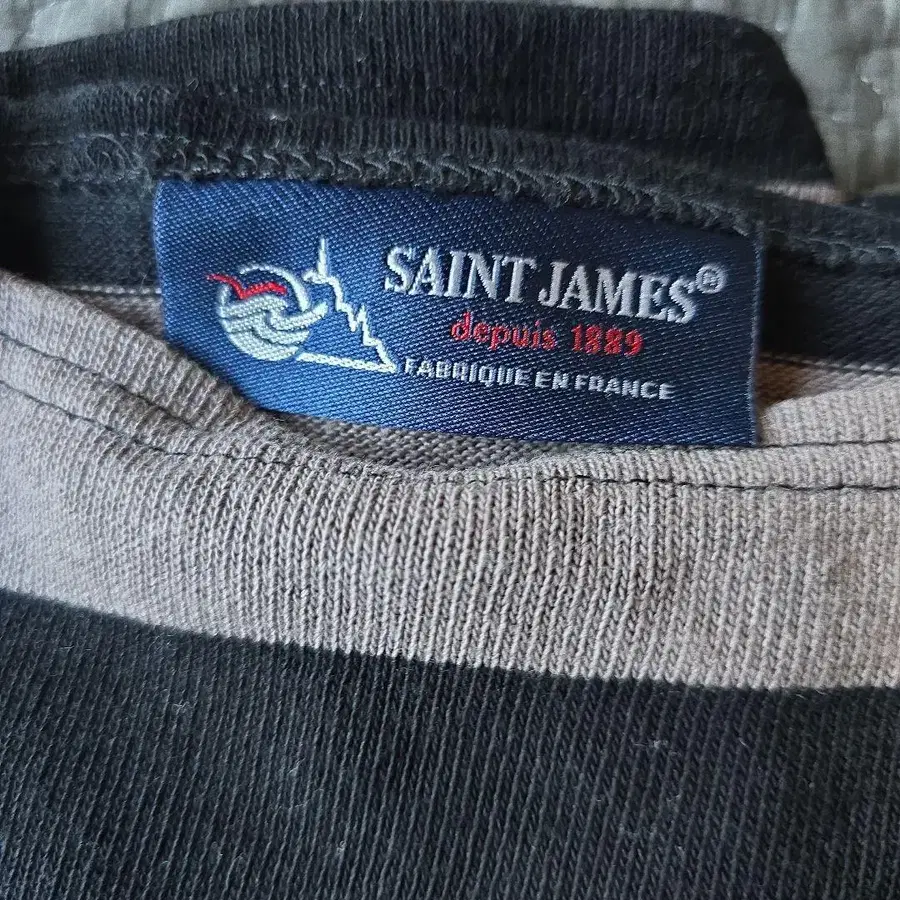 SAINT JAMES®
depuis 1889
FABRIQUE EN FRANCE